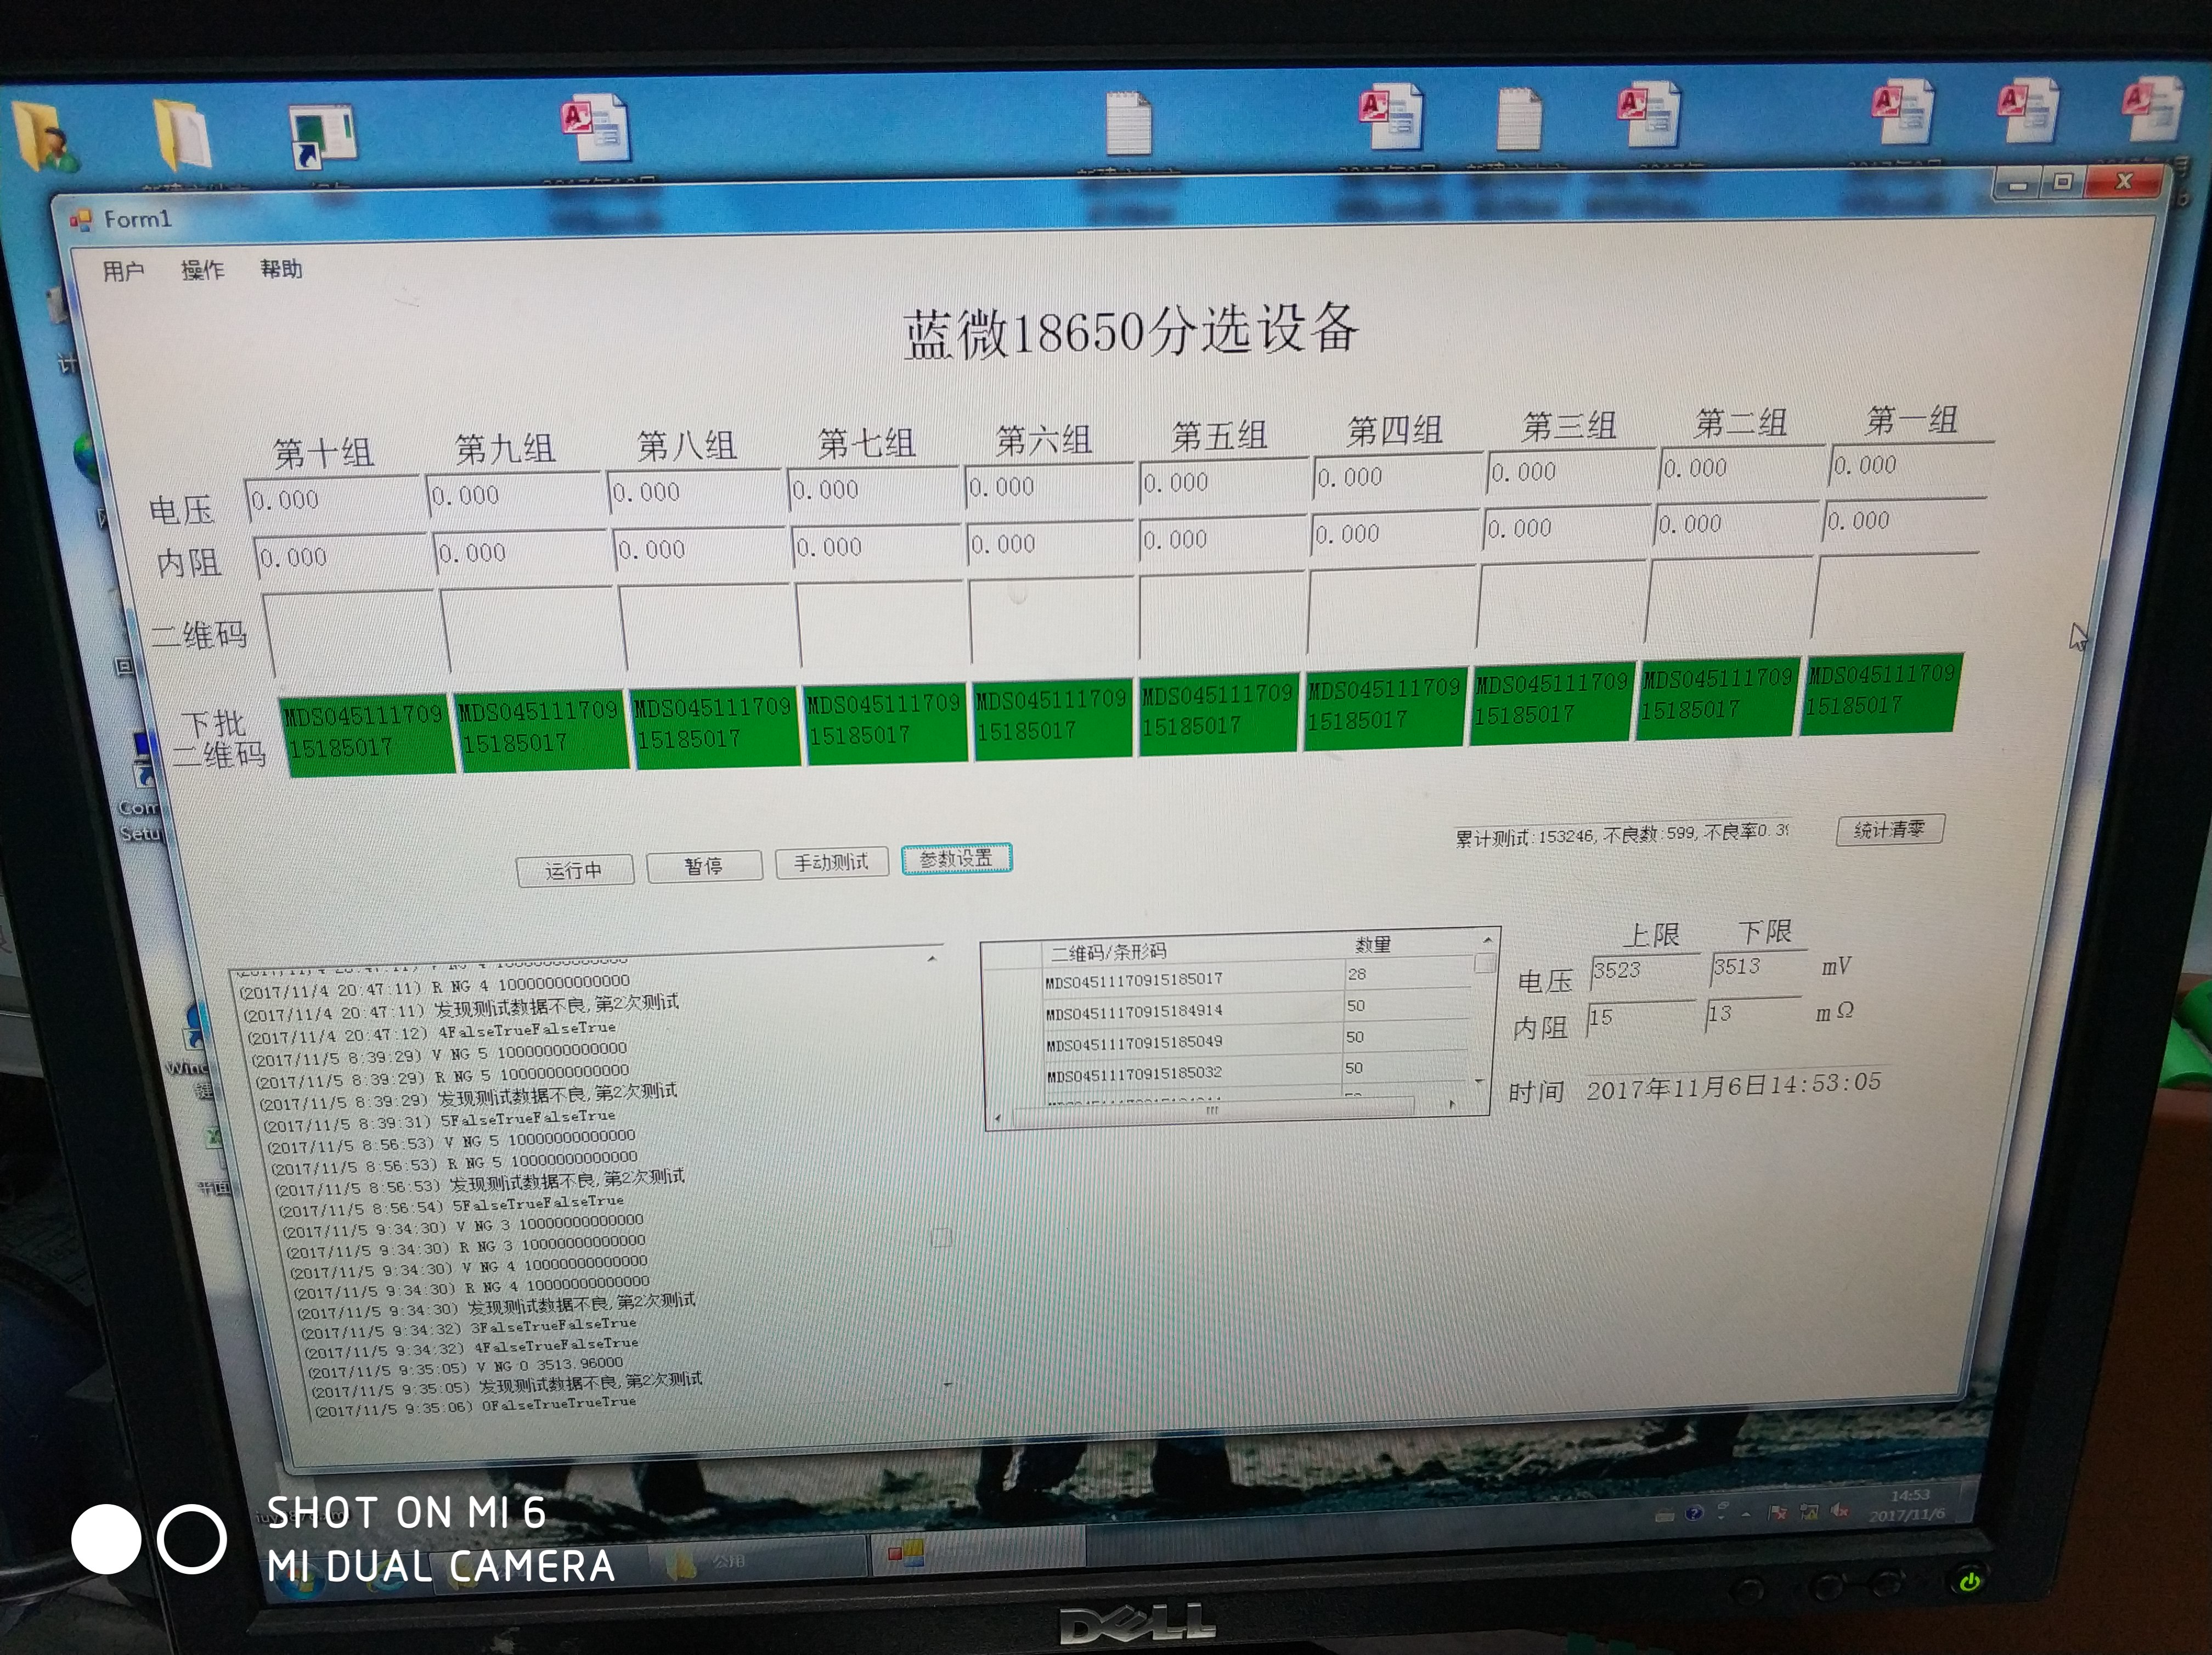 Form1
用户 操作 帮助
蓝微18650分选设备
第十组 第九组 第八组 第七组 第六组 第五组 第四组 第三组 第二组 第一组
电压 0.000 0.000 0.000 0.000 0.000 0.000 0.000 0.000 0.000 0.000
内阻 0.000 0.000 0.000 0.000 0.000 0.000 0.000 0.000 0.000 0.000
二维码
下批
二维码
MDS045111709 MDS045111709 MDS045111709 MDS045111709 MDS045111709 MDS045111709 MDS045111709 MDS045111709 MDS045111709 MDS045111709
15185017 15185017 15185017 15185017 15185017 15185017 15185017 15185017 15185017 15185017
累计测试:153246,不良数:599,不良率0.39 统计清零
运行中 暂停 手动测试 参数设置
(2017/11/4 20:47:11) R NG 4 10000000000000
(2017/11/4 20:47:11) 发现测试数据不良,第2次测试
(2017/11/4 20:47:12) 4FalseTrueFalseTrue
(2017/11/5 8:39:29) V NG 5 10000000000000
(2017/11/5 8:39:29) R NG 5 10000000000000
(2017/11/5 8:39:29) 发现测试数据不良,第2次测试
(2017/11/5 8:39:31) 5FalseTrueFalseTrue
(2017/11/5 8:56:53) V NG 5 10000000000000
(2017/11/5 8:56:53) R NG 5 10000000000000
(2017/11/5 8:56:53) 发现测试数据不良,第2次测试
(2017/11/5 8:56:54) 5FalseTrueFalseTrue
(2017/11/5 9:34:30) V NG 3 10000000000000
(2017/11/5 9:34:30) R NG 3 10000000000000
(2017/11/5 9:34:30) V NG 4 10000000000000
(2017/11/5 9:34:30) R NG 4 10000000000000
(2017/11/5 9:34:30) 发现测试数据不良,第2次测试
(2017/11/5 9:34:32) 3FalseTrueFalseTrue
(2017/11/5 9:34:32) 4FalseTrueFalseTrue
(2017/11/5 9:35:05) V NG 0 3513.96000
(2017/11/5 9:35:05) 发现测试数据不良,第2次测试
(2017/11/5 9:35:06) 0FalseTrueTrueTrue
二维码/条形码 数量
MDS04511170915185017 28
MDS04511170915184914 50
MDS04511170915185049 50
MDS04511170915185032 50
上限 下限
电压 3523 3513 mV
内阻 15 13 mΩ
时间 2017年11月6日14:53:05
Com
Setu
Winc
平面
公用
14:53
2017/11/6
SHOT ON MI 6
MI DUAL CAMERA
DELL